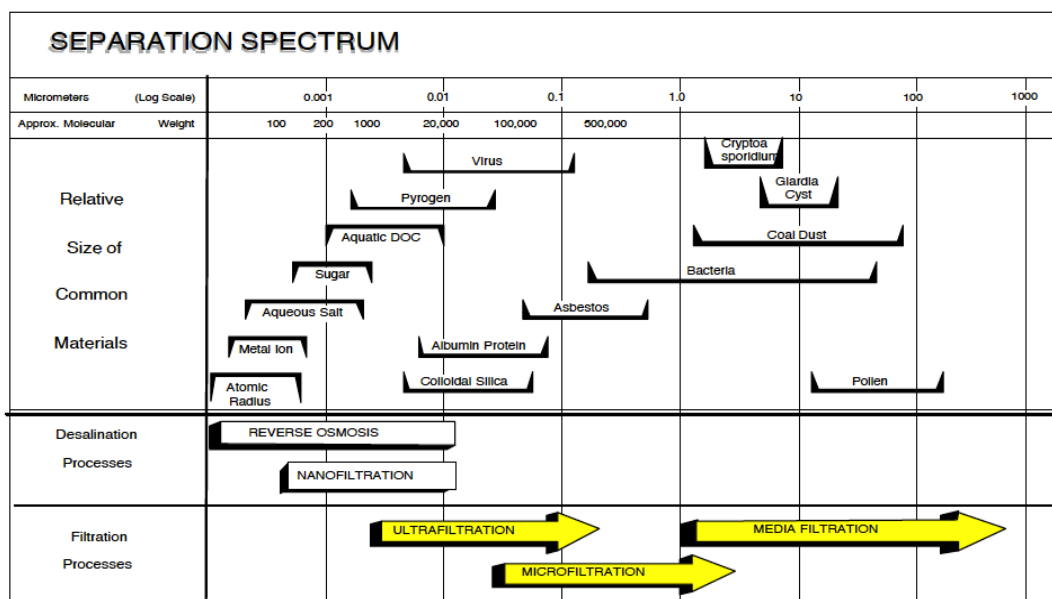 SEPARATION SPECTRUM
Micrometers (Log Scale) 0.001 0.01 0.1 1.0 10 100 1000
Approx. Molecular Weight 100 200 1000 20,000 100,000 500,000
Relative
Size of
Common
Materials
Virus
Cryptoa
sporidium
Pyrogen
Giardia
Cyst
Aquatic DOC
Coal Dust
Sugar
Bacteria
Aqueous Salt
Asbestos
Metal Ion
Albumin Protein
Atomic
Radius
Colloidal Silica
Pollen
Desalination
Processes
REVERSE OSMOSIS
NANOFILTRATION
Filtration
Processes
ULTRAFILTRATION
MEDIA FILTRATION
MICROFILTRATION